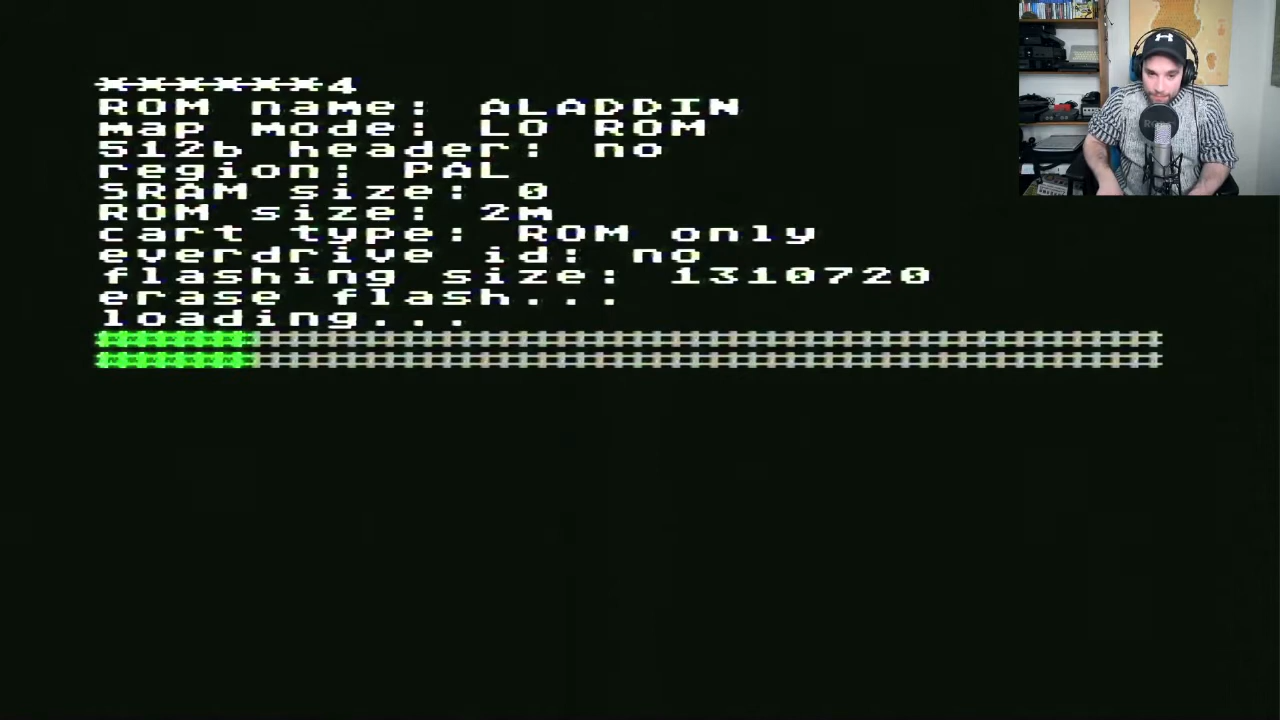 ××××××4
ROM name: ALADDIN
map mode: LO ROM
512b header: no
region: PAL
SRAM size: 0
ROM size: 2m
cart type: ROM only
everdrive id: no
flashing size: 1310720
erase flash...
loading...